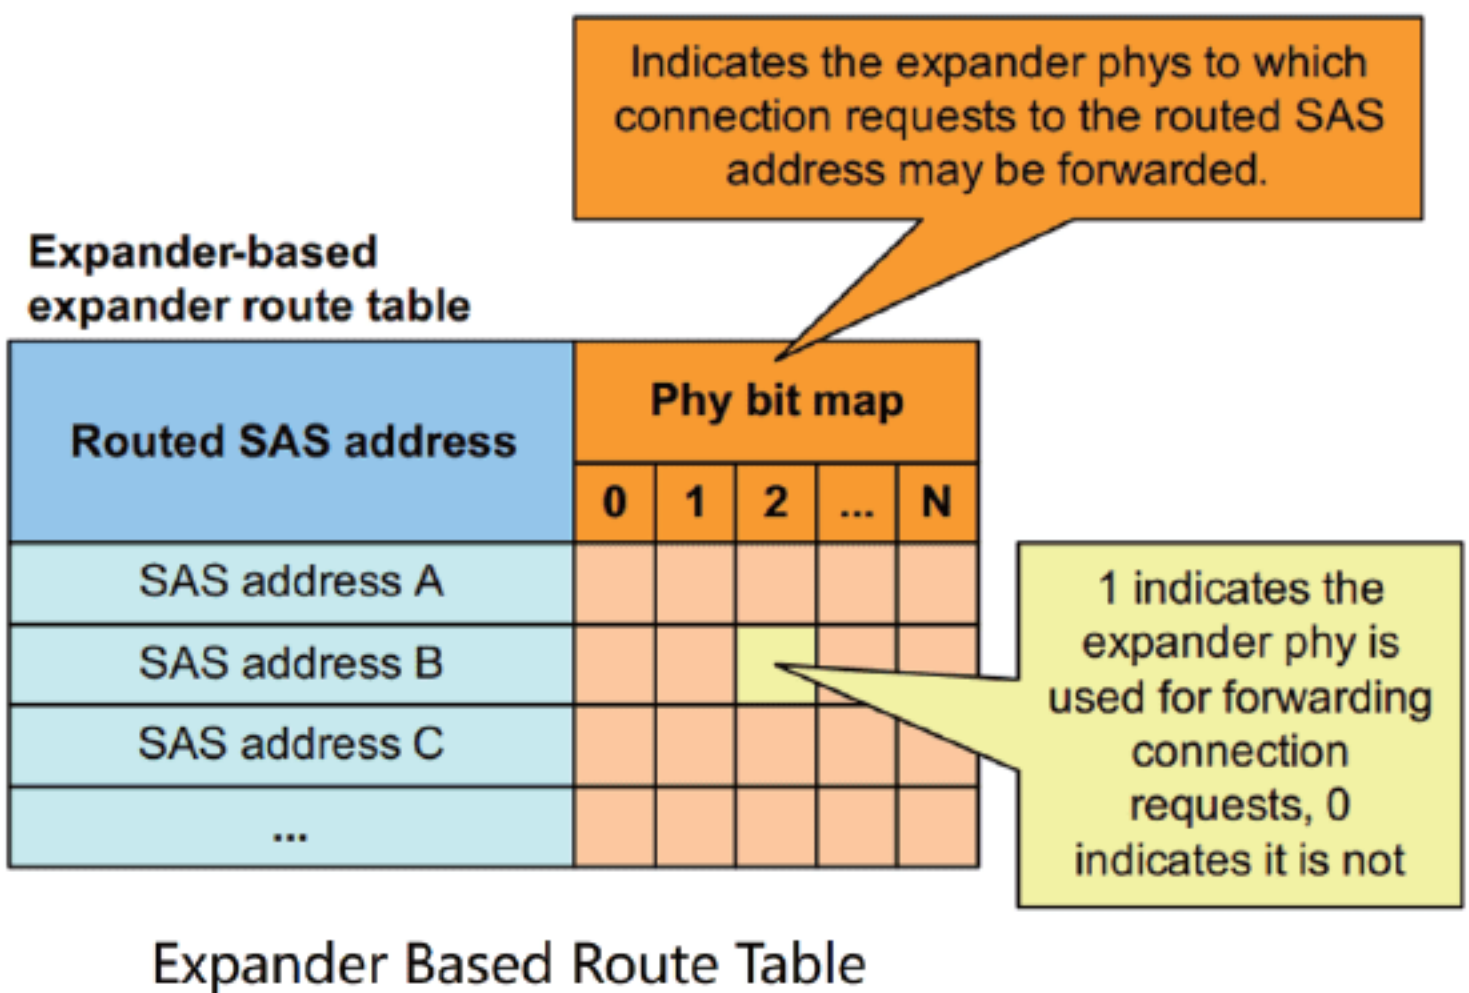 Indicates the expander phys to which
connection requests to the routed SAS
address may be forwarded.
Expander-based
expander route table
Routed SAS address
Phy bit map
0 1 2 ... N
SAS address A
SAS address B
SAS address C
...
1 indicates the
expander phy is
used for forwarding
connection
requests, 0
indicates it is not
Expander Based Route Table